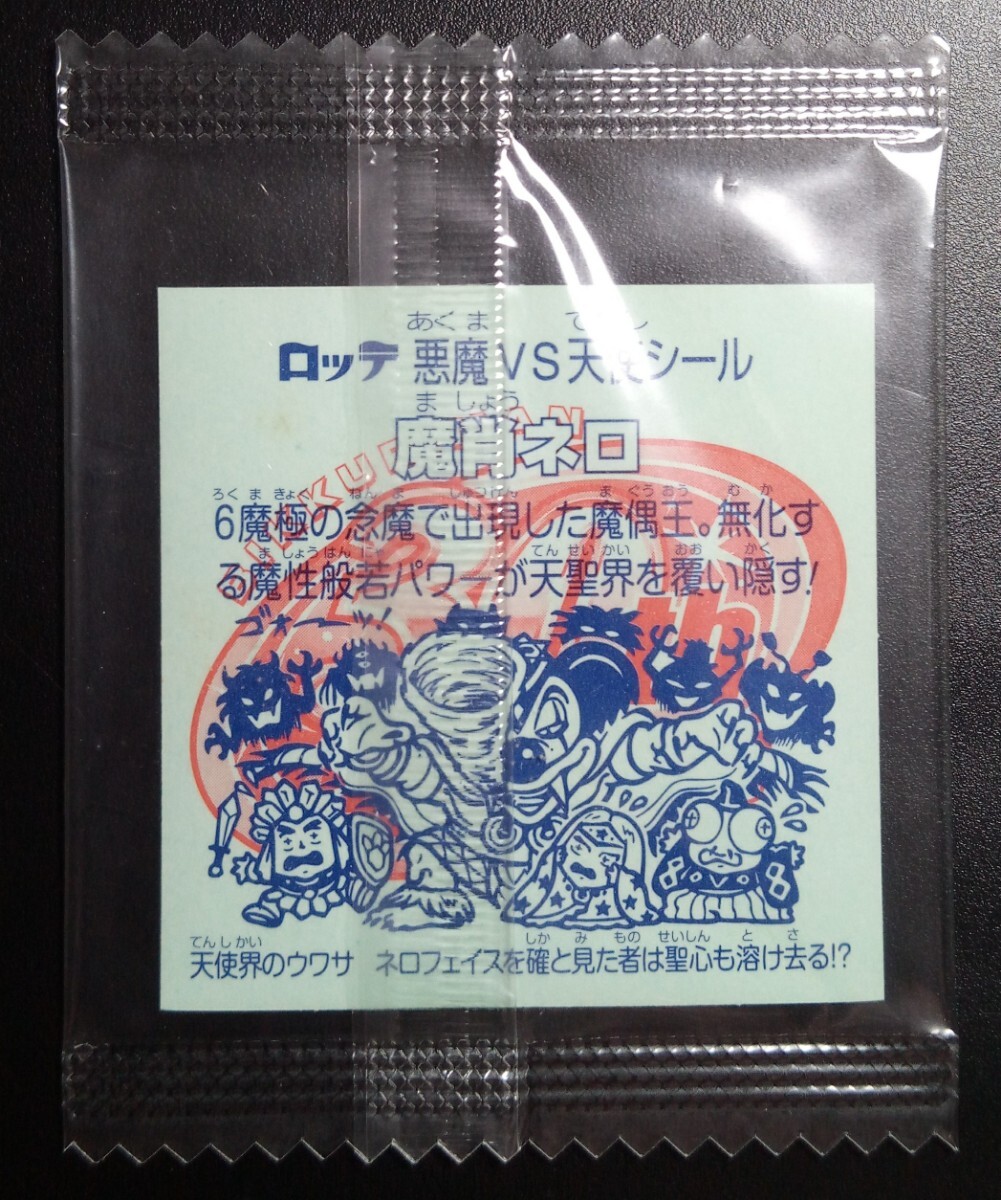 あくま てんし
ロッテ 悪魔VS天使シール
ま しょう
魔肖ネロ
BIKKURIMAN
30th
ろく ま きょく ねん ま しゅつげん ま ぐう おう む か
6魔極の念魔で出現した魔偶王。無化す
ま しょう はん にゃ てん せい かい おお かく
る魔性般若パワーが天聖界を覆い隠す!
ゴォーーッ!
てん し かい しか み もの せいしん と さ
天使界のウワサ ネロフェイスを確と見た者は聖心も溶け去る!?